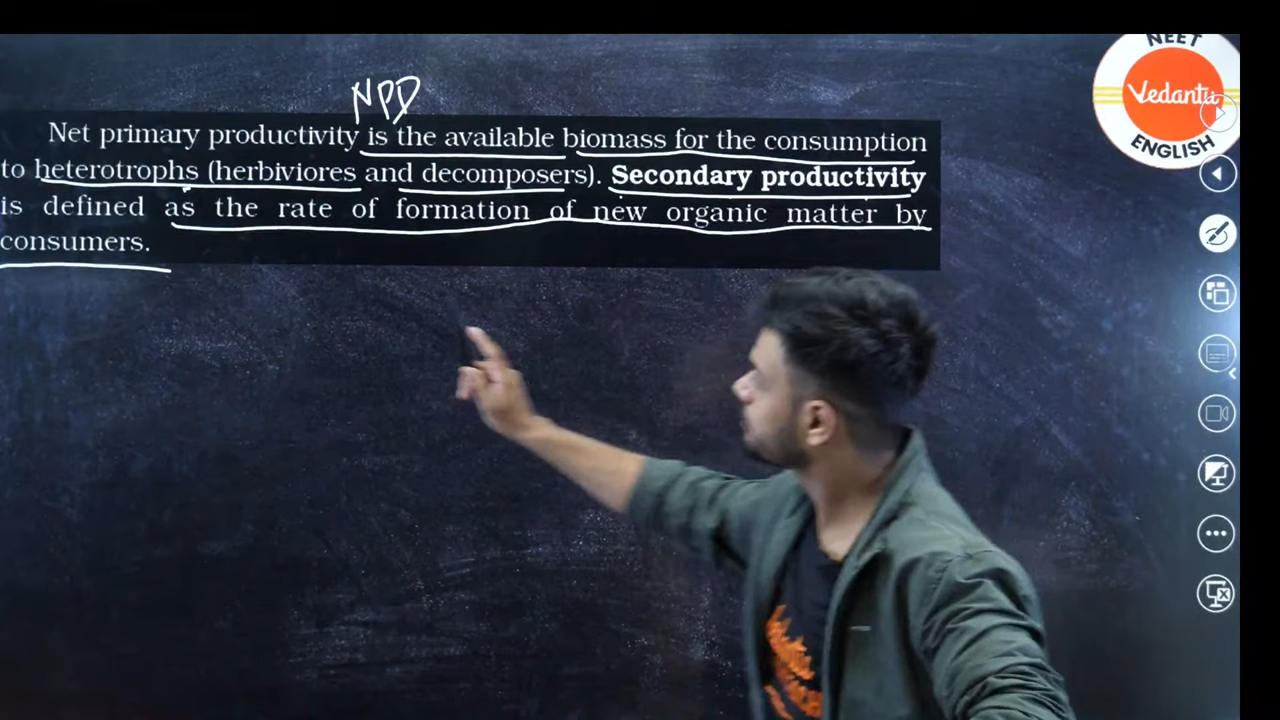 NPP
Net primary productivity is the available biomass for the consumption
to heterotrophs (herbiviores and decomposers). Secondary productivity
is defined as the rate of formation of new organic matter by
consumers.
NEET
Vedantu
ENGLISH